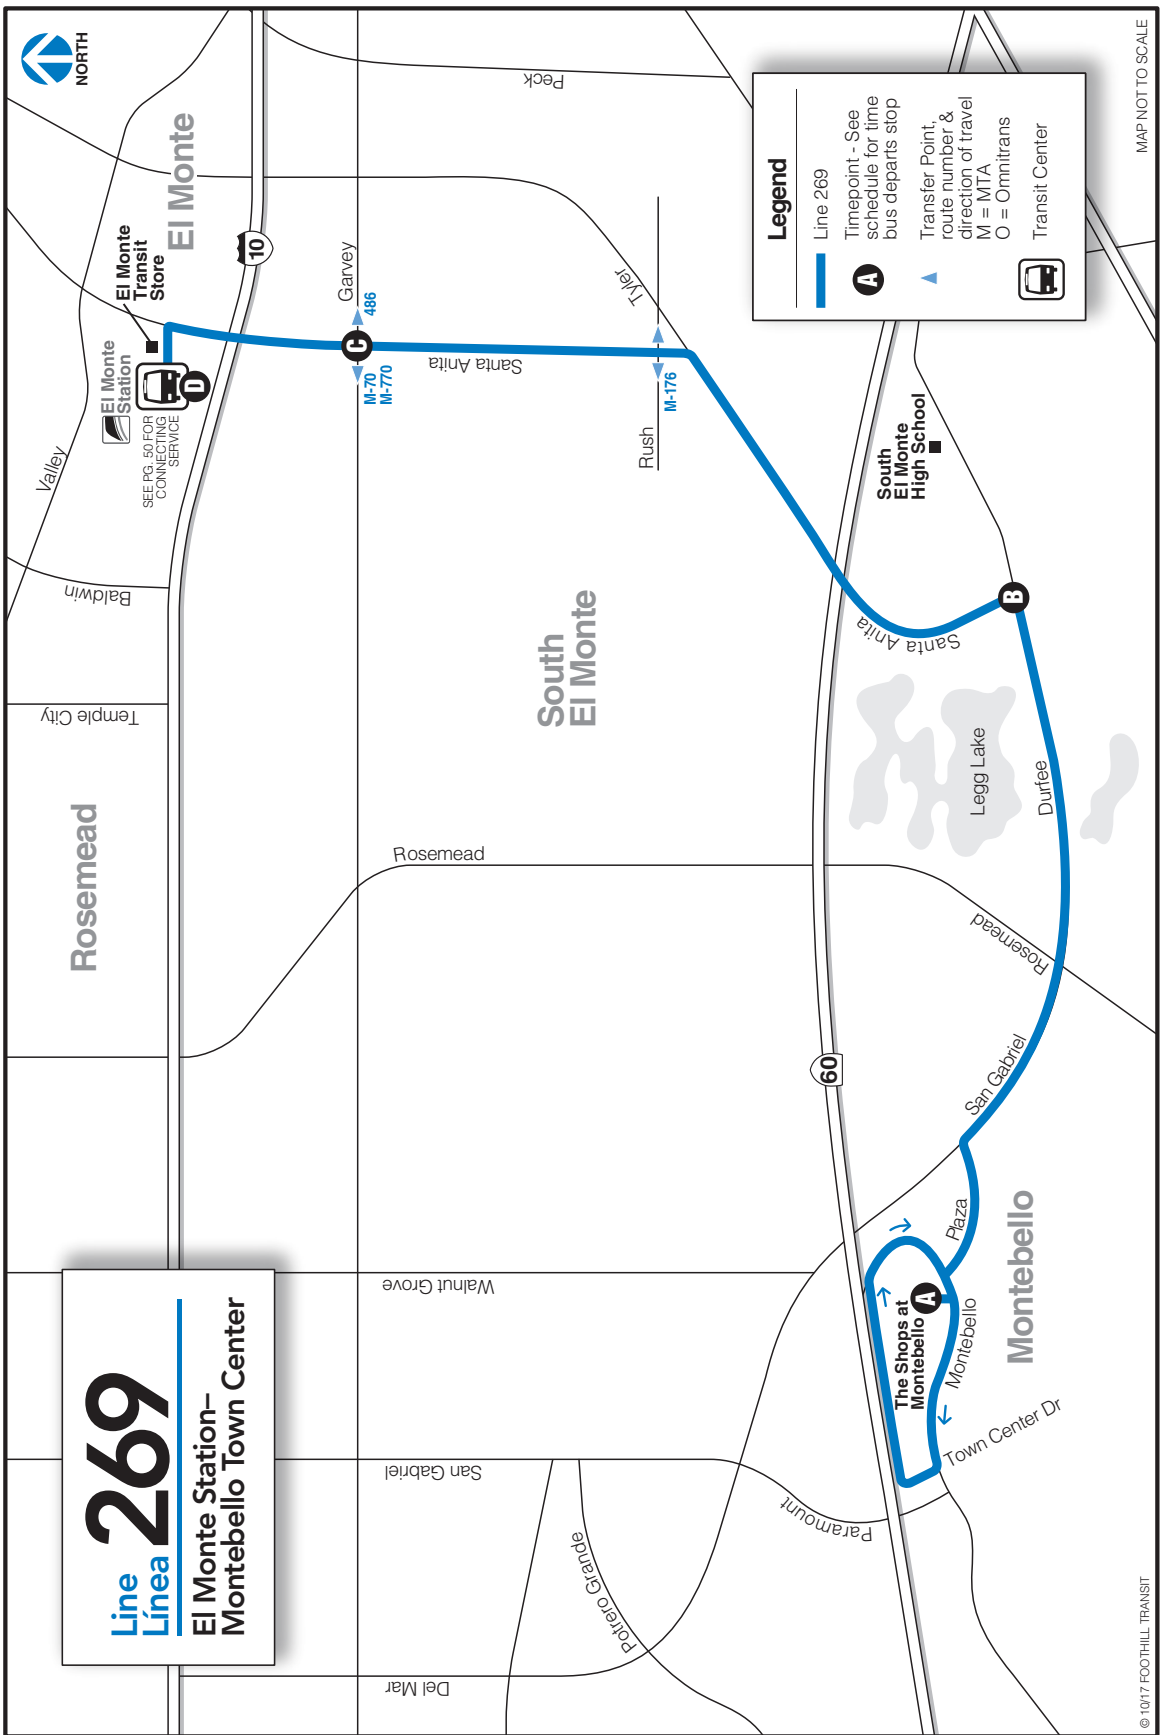 Line
Línea
269
El Monte Station–
Montebello Town Center
NORTH
Rosemead
El Monte
South
El Monte
Montebello
Valley
Baldwin
Temple City
El Monte
Station
SEE PG. 50 FOR
CONNECTING
SERVICE
D
El Monte
Transit
Store
10
Garvey
C
486
M-70
M-770
Santa Anita
Peck
Tyler
Rush
M-176
Rosemead
Walnut Grove
San Gabriel
Del Mar
Potrero Grande
Paramount
60
South
El Monte
High School
Santa Anita
B
Legg Lake
Durfee
Rosemead
San Gabriel
Plaza
The Shops at
Montebello
A
Montebello
Town Center Dr
Legend
Line 269
A
Timepoint - See
schedule for time
bus departs stop
Transfer Point,
route number &
direction of travel
M = MTA
O = Omnitrans
Transit Center
MAP NOT TO SCALE
© 10/17 FOOTHILL TRANSIT